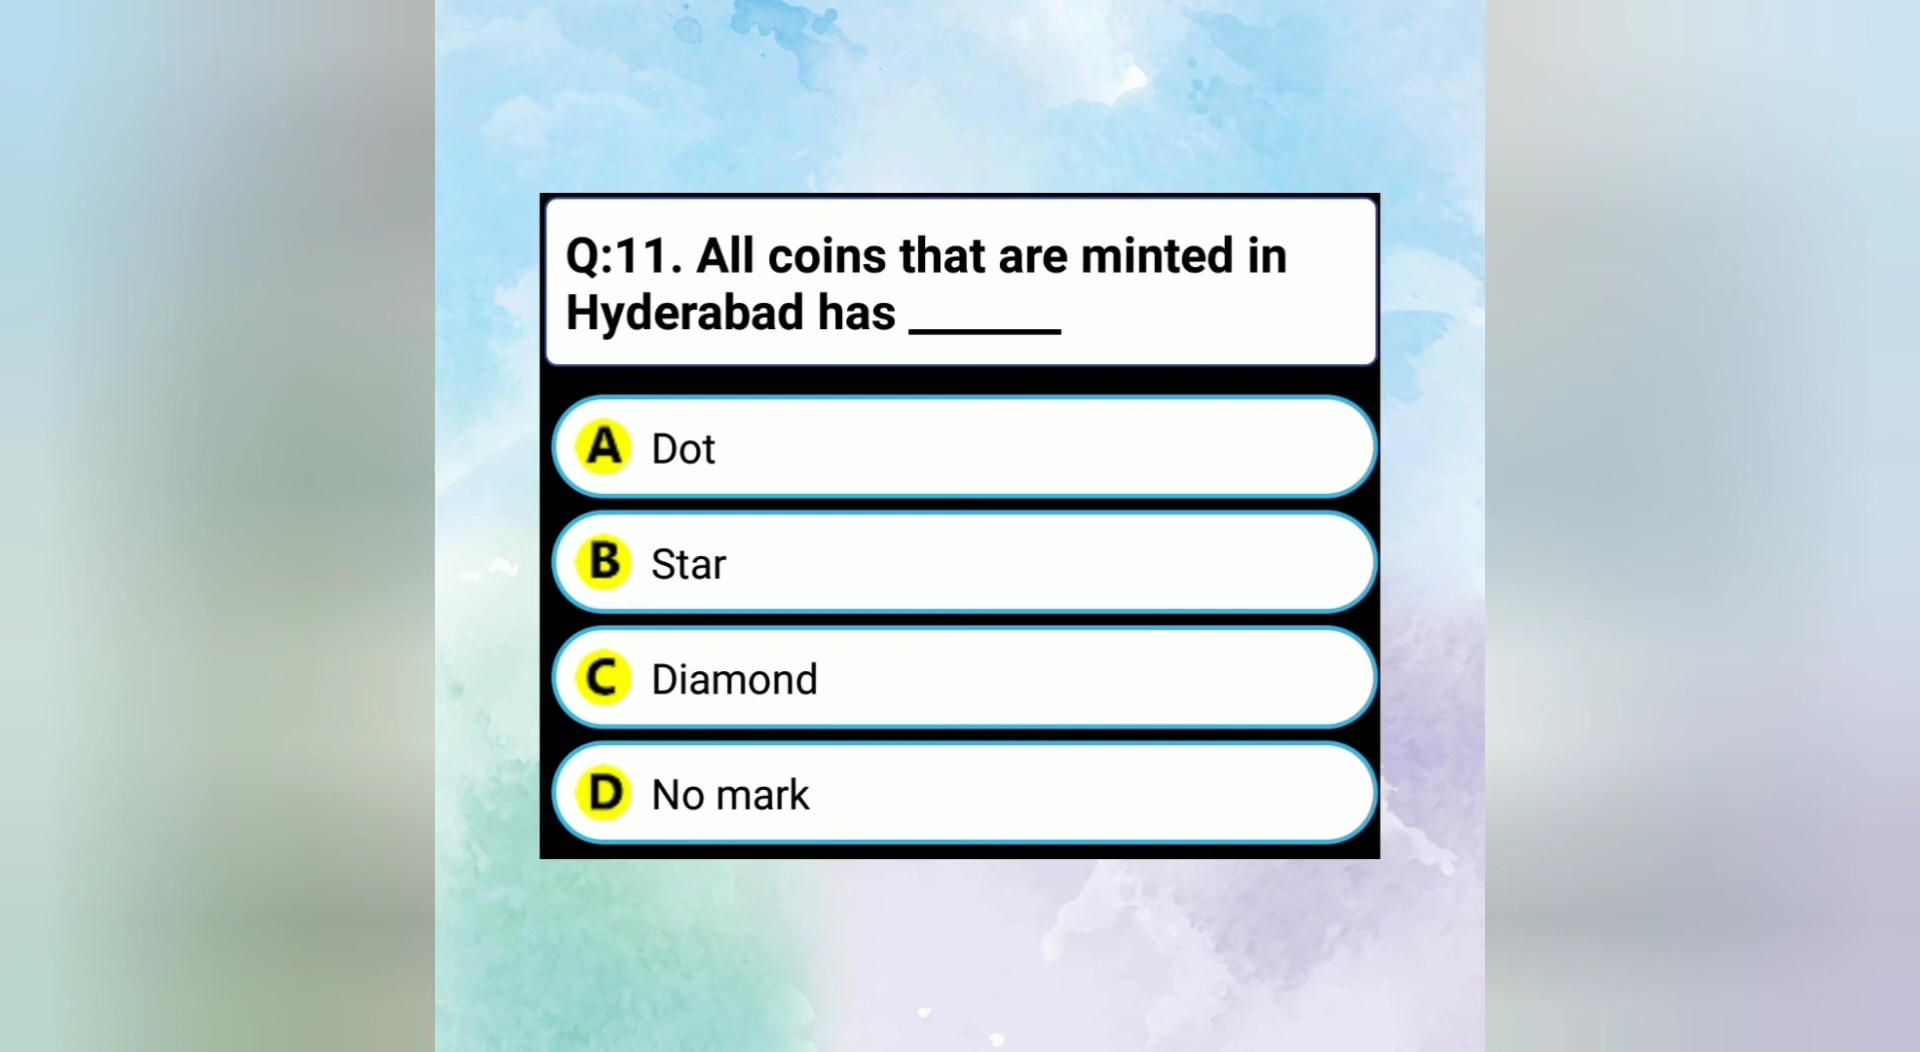 Q:11. All coins that are minted in
Hyderabad has ______
A Dot
B Star
C Diamond
D No mark